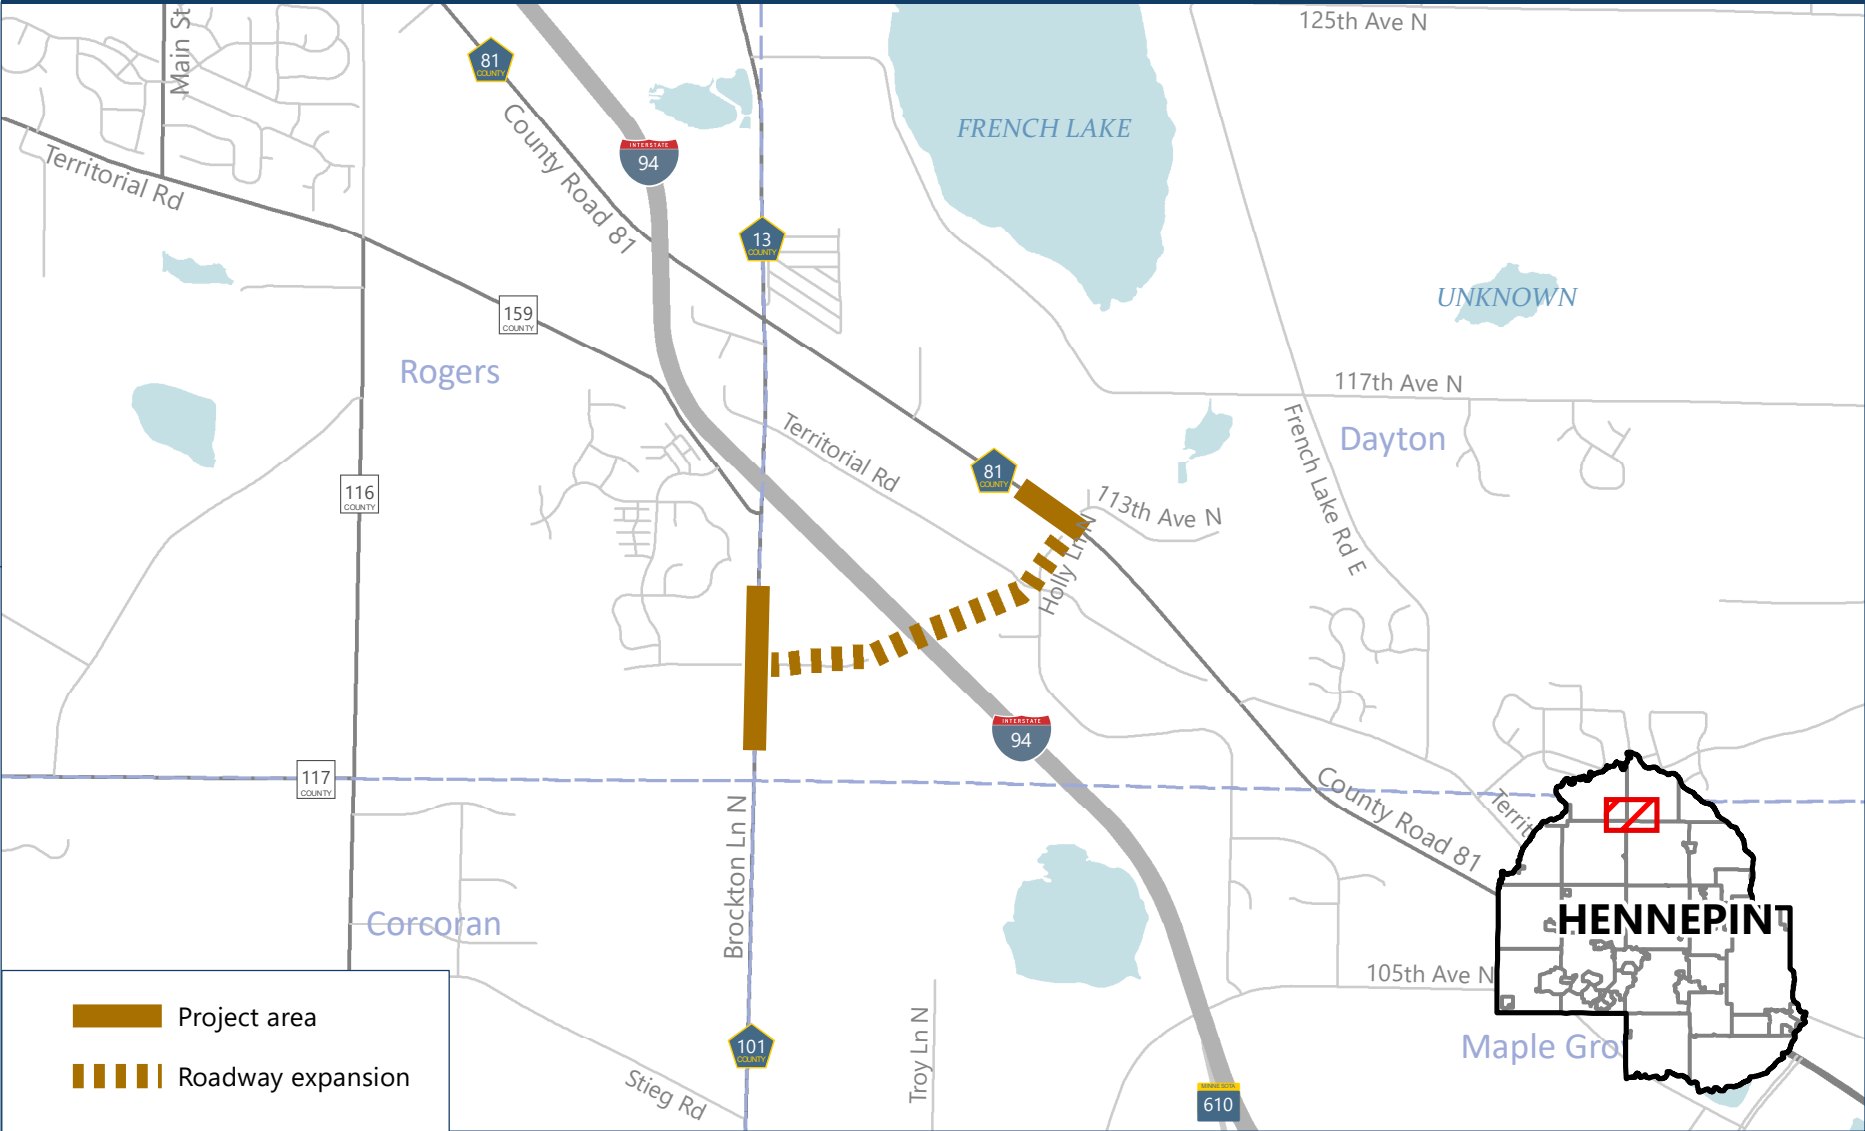 125th Ave N
Main St
81
COUNTY
FRENCH LAKE
County Road 81
INTERSTATE
94
Territorial Rd
13
COUNTY
UNKNOWN
159
COUNTY
Rogers
117th Ave N
Dayton
Territorial Rd
French Lake Rd E
81
COUNTY
116
COUNTY
113th Ave N
Holly Ln N
INTERSTATE
94
117
COUNTY
County Road 81
Territ
Brockton Ln N
HENNEPIN
Corcoran
105th Ave N
Project area
Maple Gro
101
COUNTY
Troy Ln N
Roadway expansion
Stieg Rd
MINNESOTA
610